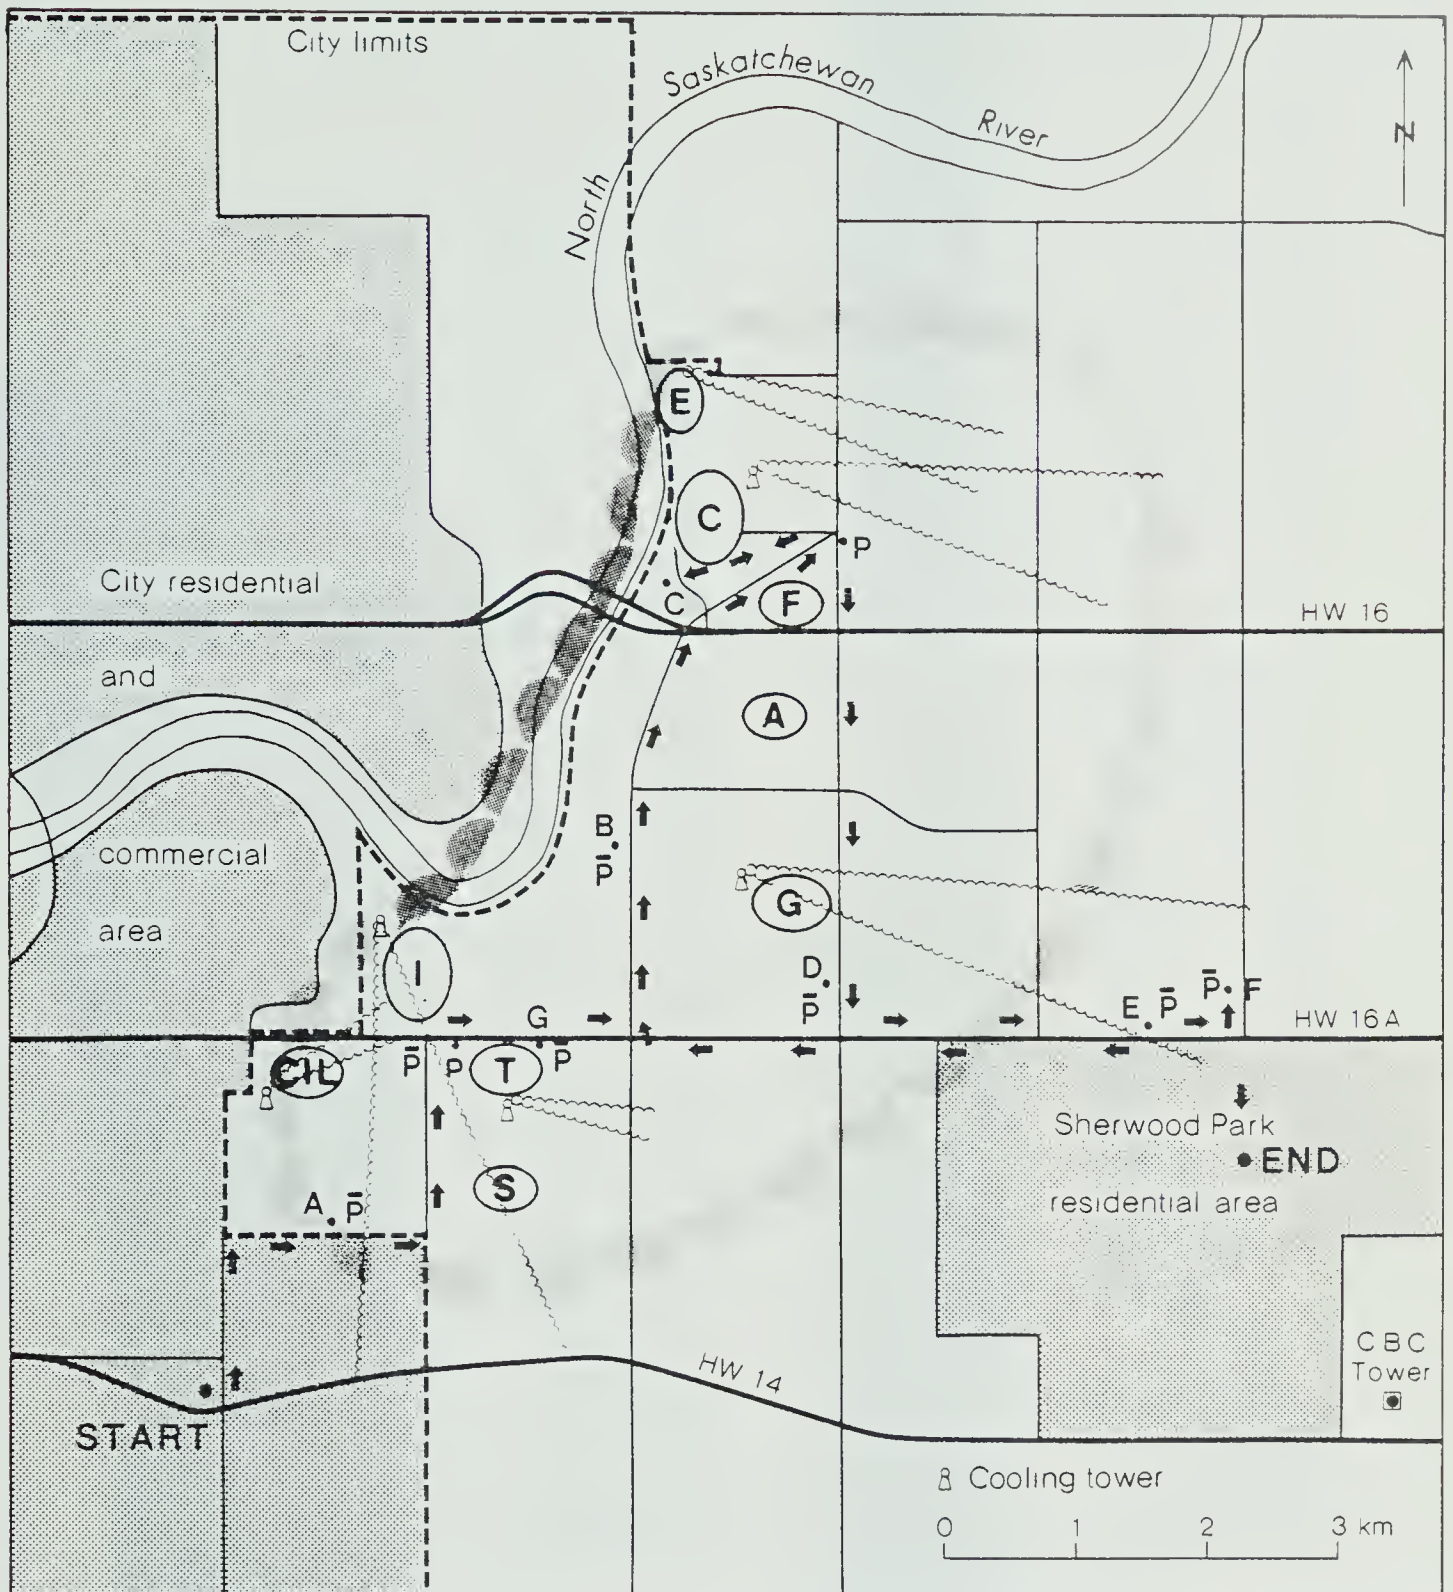 City limits
North Saskatchewan River
N
E
C
P
City residential
C
F
HW 16
and
A
B
P̅
commercial
area
G
I
D
P̅
E P̅
P̅ F
G
HW 16A
CIL
P̅
P
T
P̅
Sherwood Park
END
residential area
S
A P̅
CBC
Tower
HW 14
START
Cooling tower
0 1 2 3 km